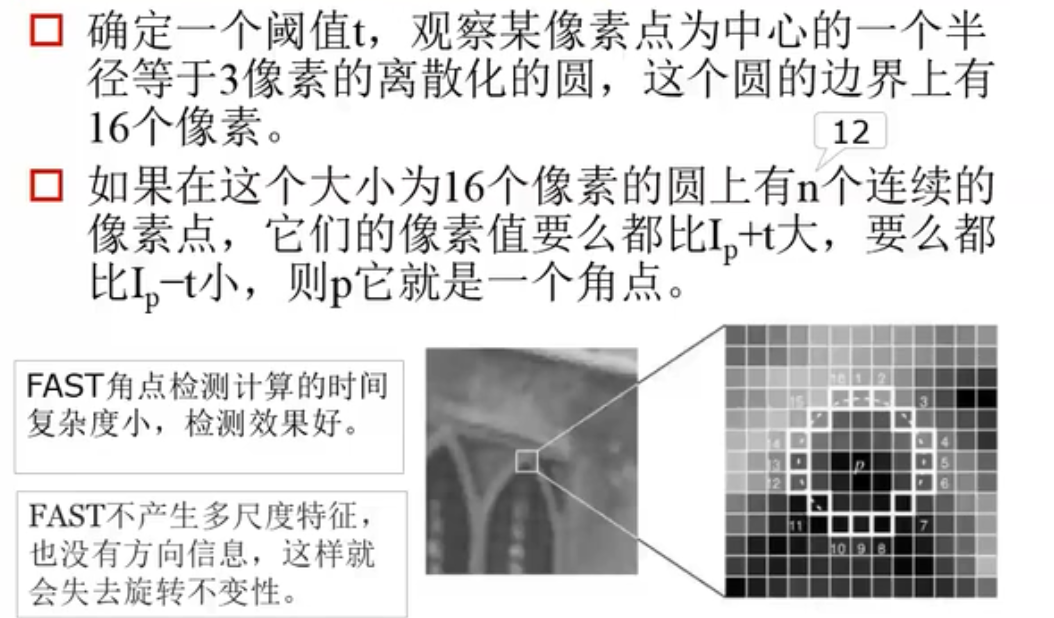 确定一个阈值t，观察某像素点为中心的一个半
径等于3像素的离散化的圆，这个圆的边界上有
16个像素。
12
如果在这个大小为16个像素的圆上有n个连续的
像素点，它们的像素值要么都比Ip+t大，要么都
比Ip−t小，则p它就是一个角点。
FAST角点检测计算的时间
复杂度小，检测效果好。
FAST不产生多尺度特征，
也没有方向信息，这样就
会失去旋转不变性。
16 1 2
15 3
14 4
13 p 5
12 6
11 7
10 9 8